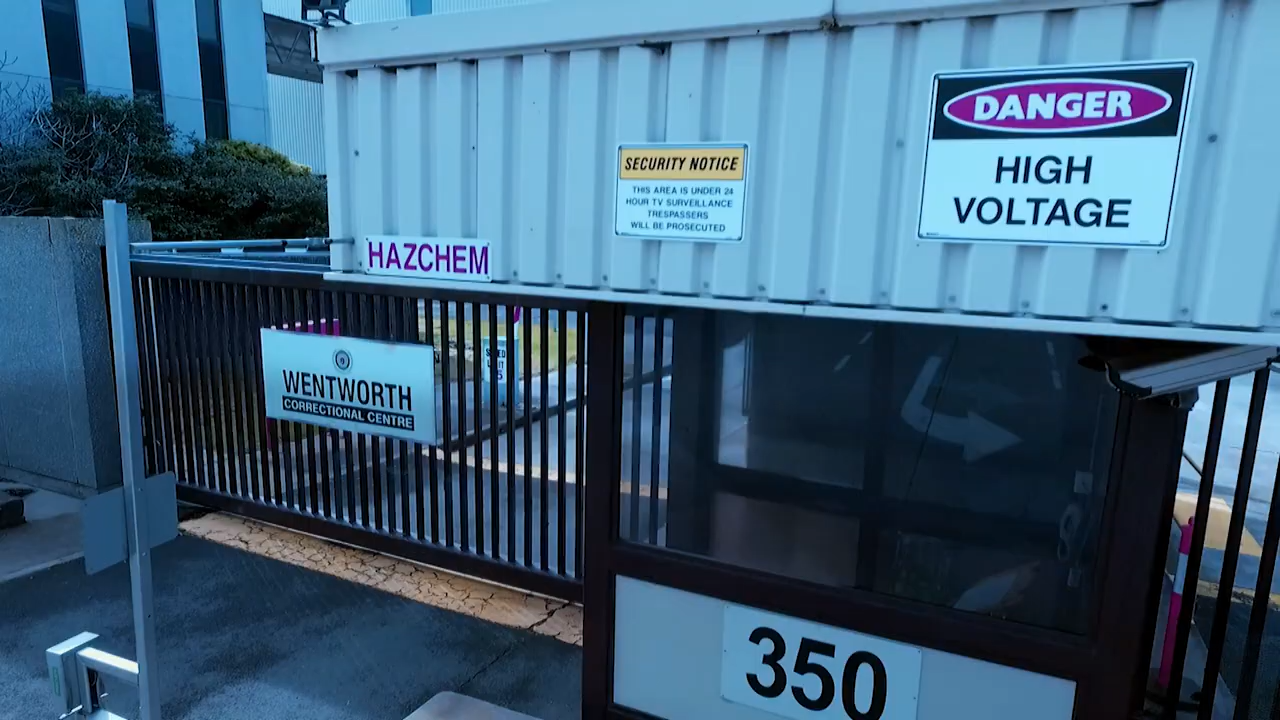 DANGER
HIGH
VOLTAGE
SECURITY NOTICE
THIS AREA IS UNDER 24
HOUR TV SURVEILLANCE
TRESPASSERS
WILL BE PROSECUTED
HAZCHEM
WENTWORTH
CORRECTIONAL CENTRE
350